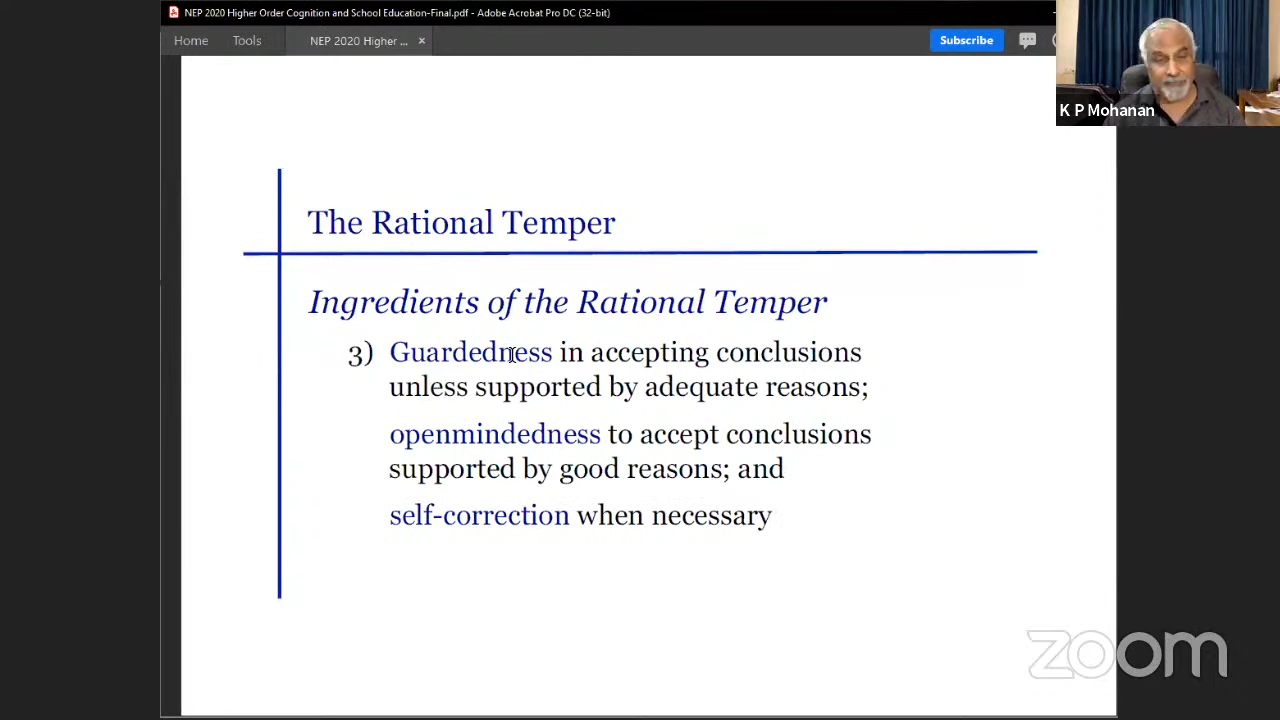 NEP 2020 Higher Order Cognition and School Education-Final.pdf - Adobe Acrobat Pro DC (32-bit)
Home Tools NEP 2020 Higher ... × Subscribe
K P Mohanan
The Rational Temper
Ingredients of the Rational Temper
3) Guardedness in accepting conclusions
unless supported by adequate reasons;
openmindedness to accept conclusions
supported by good reasons; and
self-correction when necessary
zoom